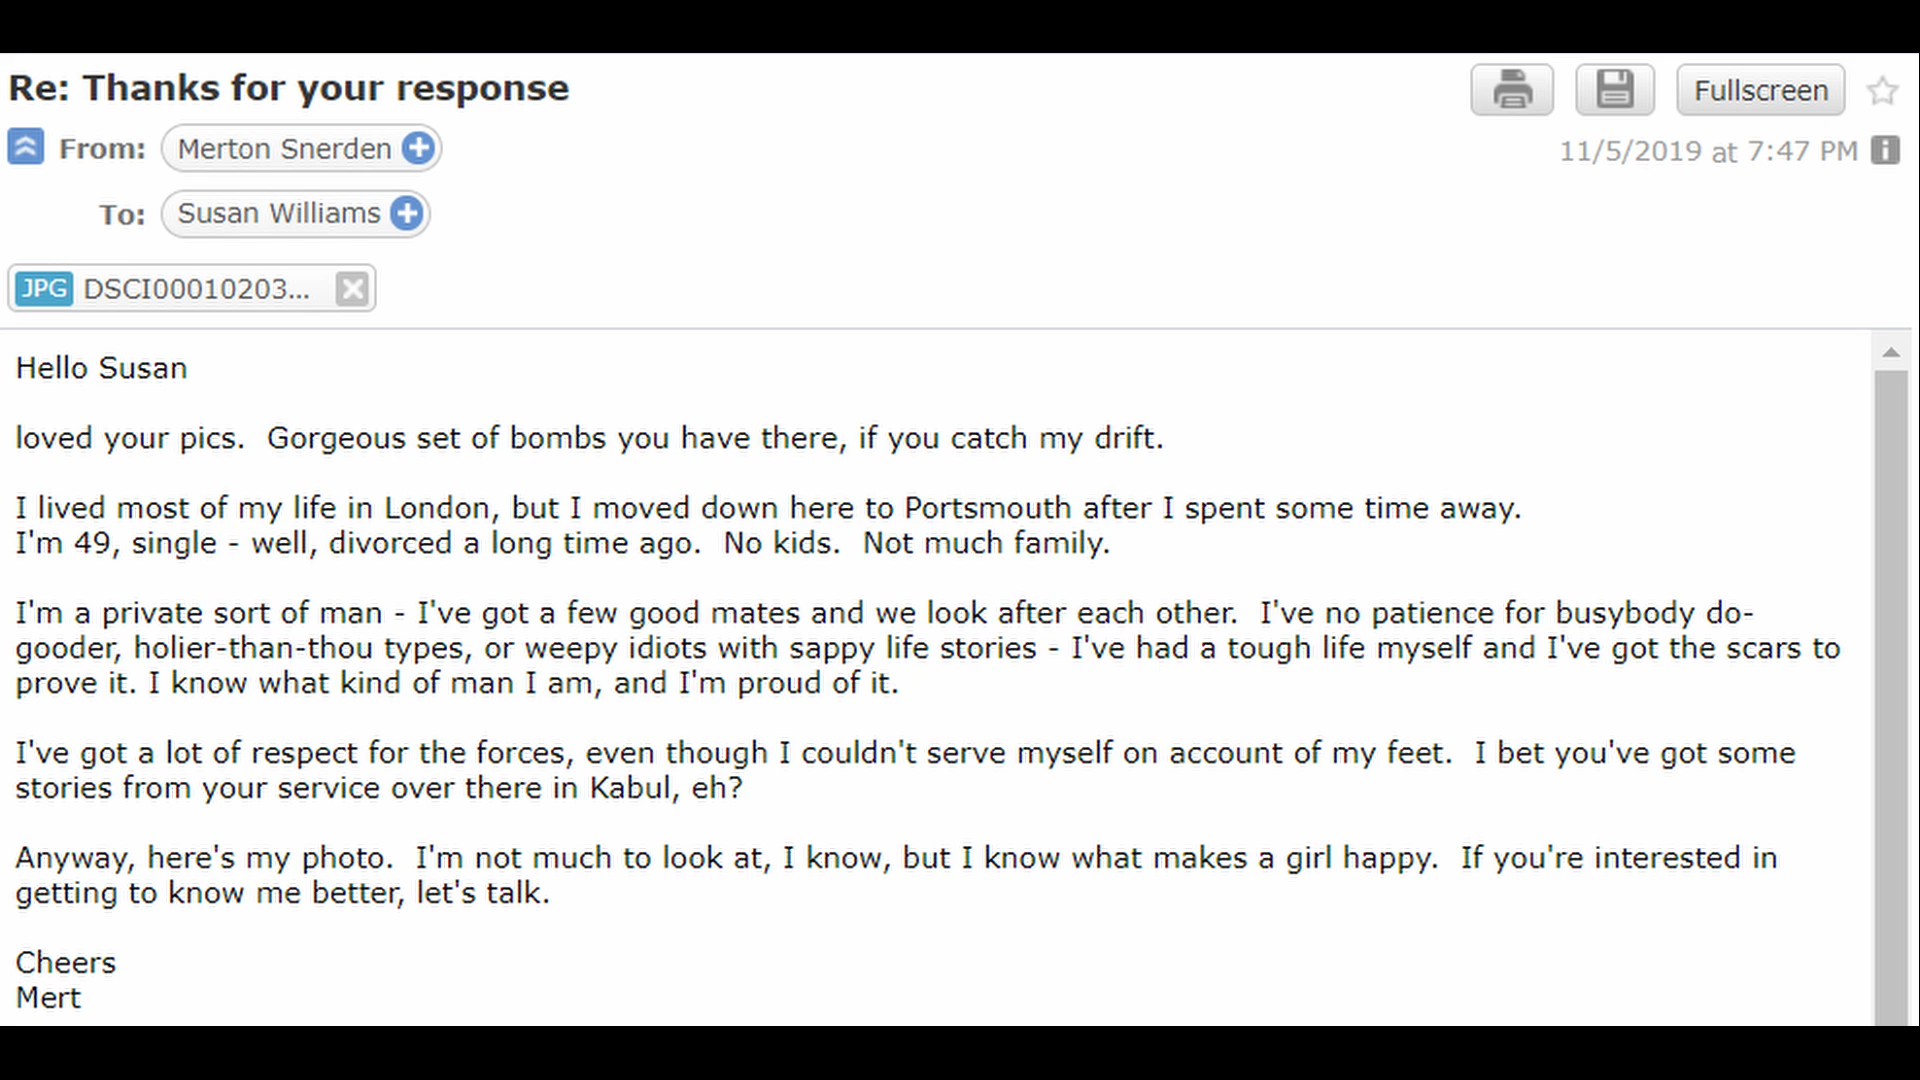 Re: Thanks for your response
Fullscreen
From: Merton Snerden
11/5/2019 at 7:47 PM
To: Susan Williams
JPG DSCI00010203...
Hello Susan
loved your pics.  Gorgeous set of bombs you have there, if you catch my drift.
I lived most of my life in London, but I moved down here to Portsmouth after I spent some time away.
I'm 49, single - well, divorced a long time ago.  No kids.  Not much family.
I'm a private sort of man - I've got a few good mates and we look after each other.  I've no patience for busybody do-
gooder, holier-than-thou types, or weepy idiots with sappy life stories - I've had a tough life myself and I've got the scars to
prove it. I know what kind of man I am, and I'm proud of it.
I've got a lot of respect for the forces, even though I couldn't serve myself on account of my feet.  I bet you've got some
stories from your service over there in Kabul, eh?
Anyway, here's my photo.  I'm not much to look at, I know, but I know what makes a girl happy.  If you're interested in
getting to know me better, let's talk.
Cheers
Mert